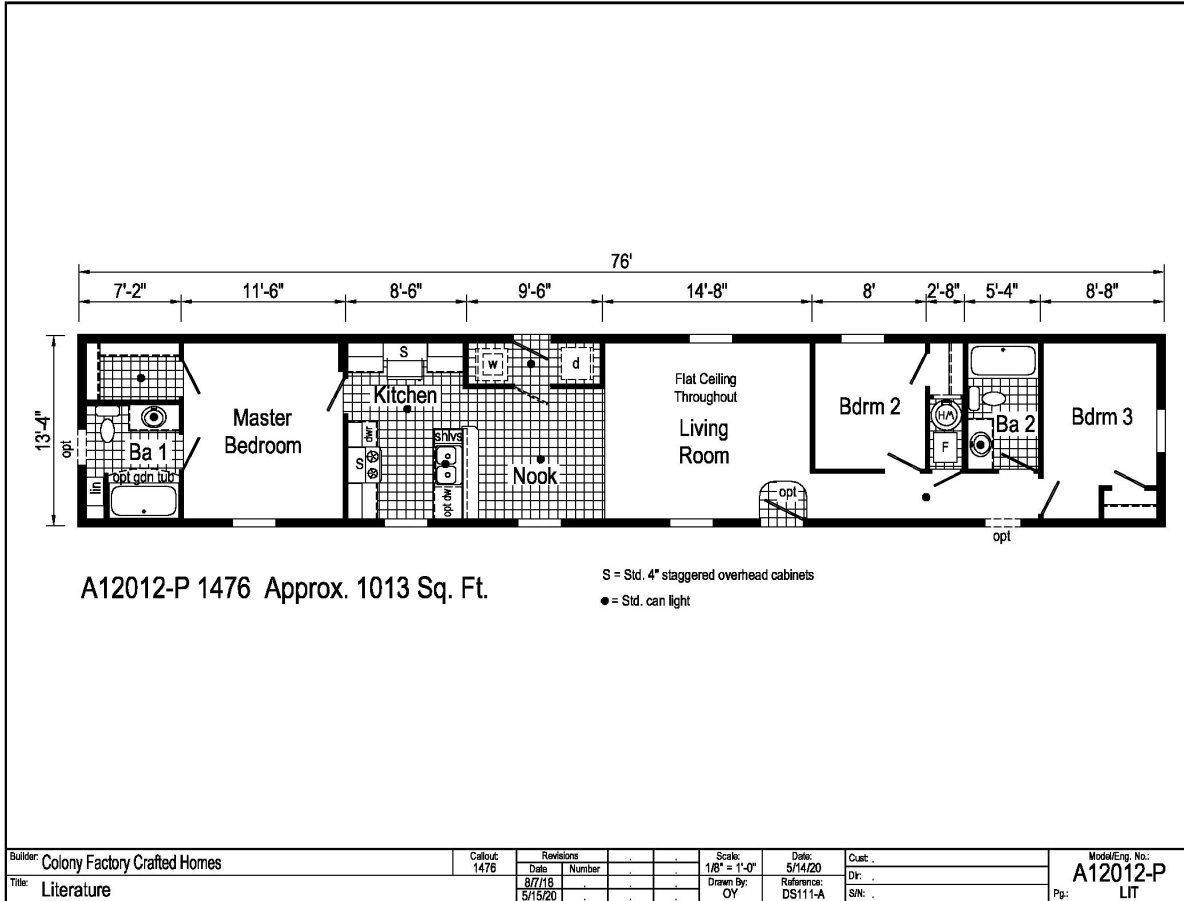 76'
7'-2" 11'-6" 8'-6" 9'-6" 14'-8" 8' 2'-8" 5'-4" 8'-8"
13'-4"
opt
Ba 1
opt gdn tub
lin
Master
Bedroom
S
Kitchen
dwr
S
shlvs
opt dw
w
d
Nook
Flat Ceiling
Throughout
Living
Room
opt
Bdrm 2
HW
F
Ba 2
Bdrm 3
opt
A12012-P 1476 Approx. 1013 Sq. Ft.
S = Std. 4" staggered overhead cabinets
● = Std. can light
Builder: Colony Factory Crafted Homes
Title: Literature
Callout:
1476
Revisions
Date Number
8/7/18 .
5/15/20 .
Scale:
1/8" = 1'-0"
Drawn By:
OY
Date:
5/14/20
Reference:
DS111-A
Cust: .
Dir: .
S/N: .
Model/Eng. No.:
A12012-P
Pg.: LIT